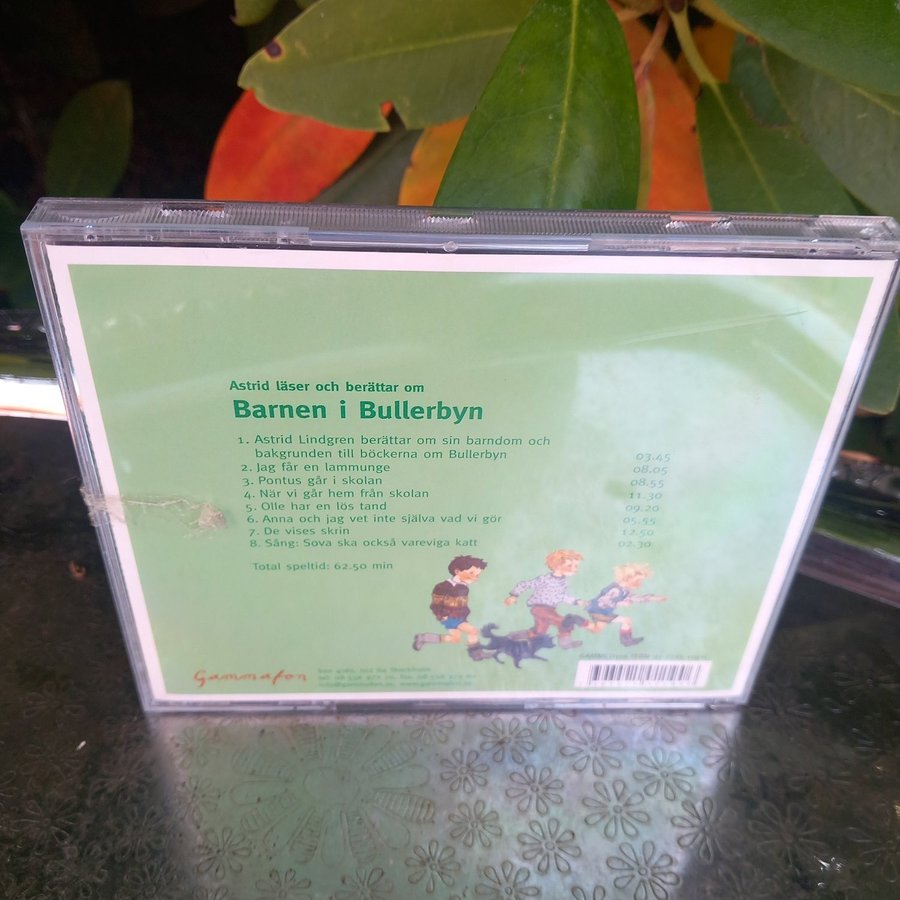 Astrid läser och berättar om
Barnen i Bullerbyn
1. Astrid Lindgren berättar om sin barndom och
bakgrunden till böckerna om Bullerbyn 03.45
2. Jag får en lammunge 08.05
3. Pontus går i skolan 08.55
4. När vi går hem från skolan 11.30
5. Olle har en lös tand 09.20
6. Anna och jag vet inte själva vad vi gör 05.55
7. De vises skrin 12.50
8. Sång: Sova ska också vareviga katt 02.30
Total speltid: 62.50 min
Gammafon